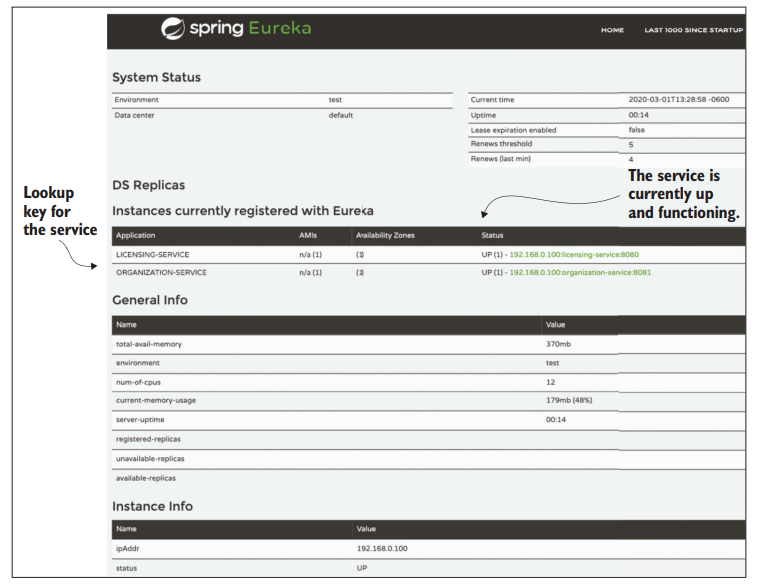 spring Eureka
HOME LAST 1000 SINCE STARTUP
System Status
Environment test
Data center default
Current time 2020-03-01T13:28:58 -0600
Uptime 00:14
Lease expiration enabled false
Renews threshold 5
Renews (last min) 4
DS Replicas
Instances currently registered with Eureka
Application AMIs Availability Zones Status
LICENSING-SERVICE n/a (1) (1) UP (1) - 192.168.0.100:licensing-service:8080
ORGANIZATION-SERVICE n/a (1) (1) UP (1) - 192.168.0.100:organization-service:8081
Lookup
key for
the service
The service is
currently up
and functioning.
General Info
Name Value
total-avail-memory 370mb
environment test
num-of-cpus 12
current-memory-usage 179mb (48%)
server-uptime 00:14
registered-replicas
unavailable-replicas
available-replicas
Instance Info
Name Value
ipAddr 192.168.0.100
status UP